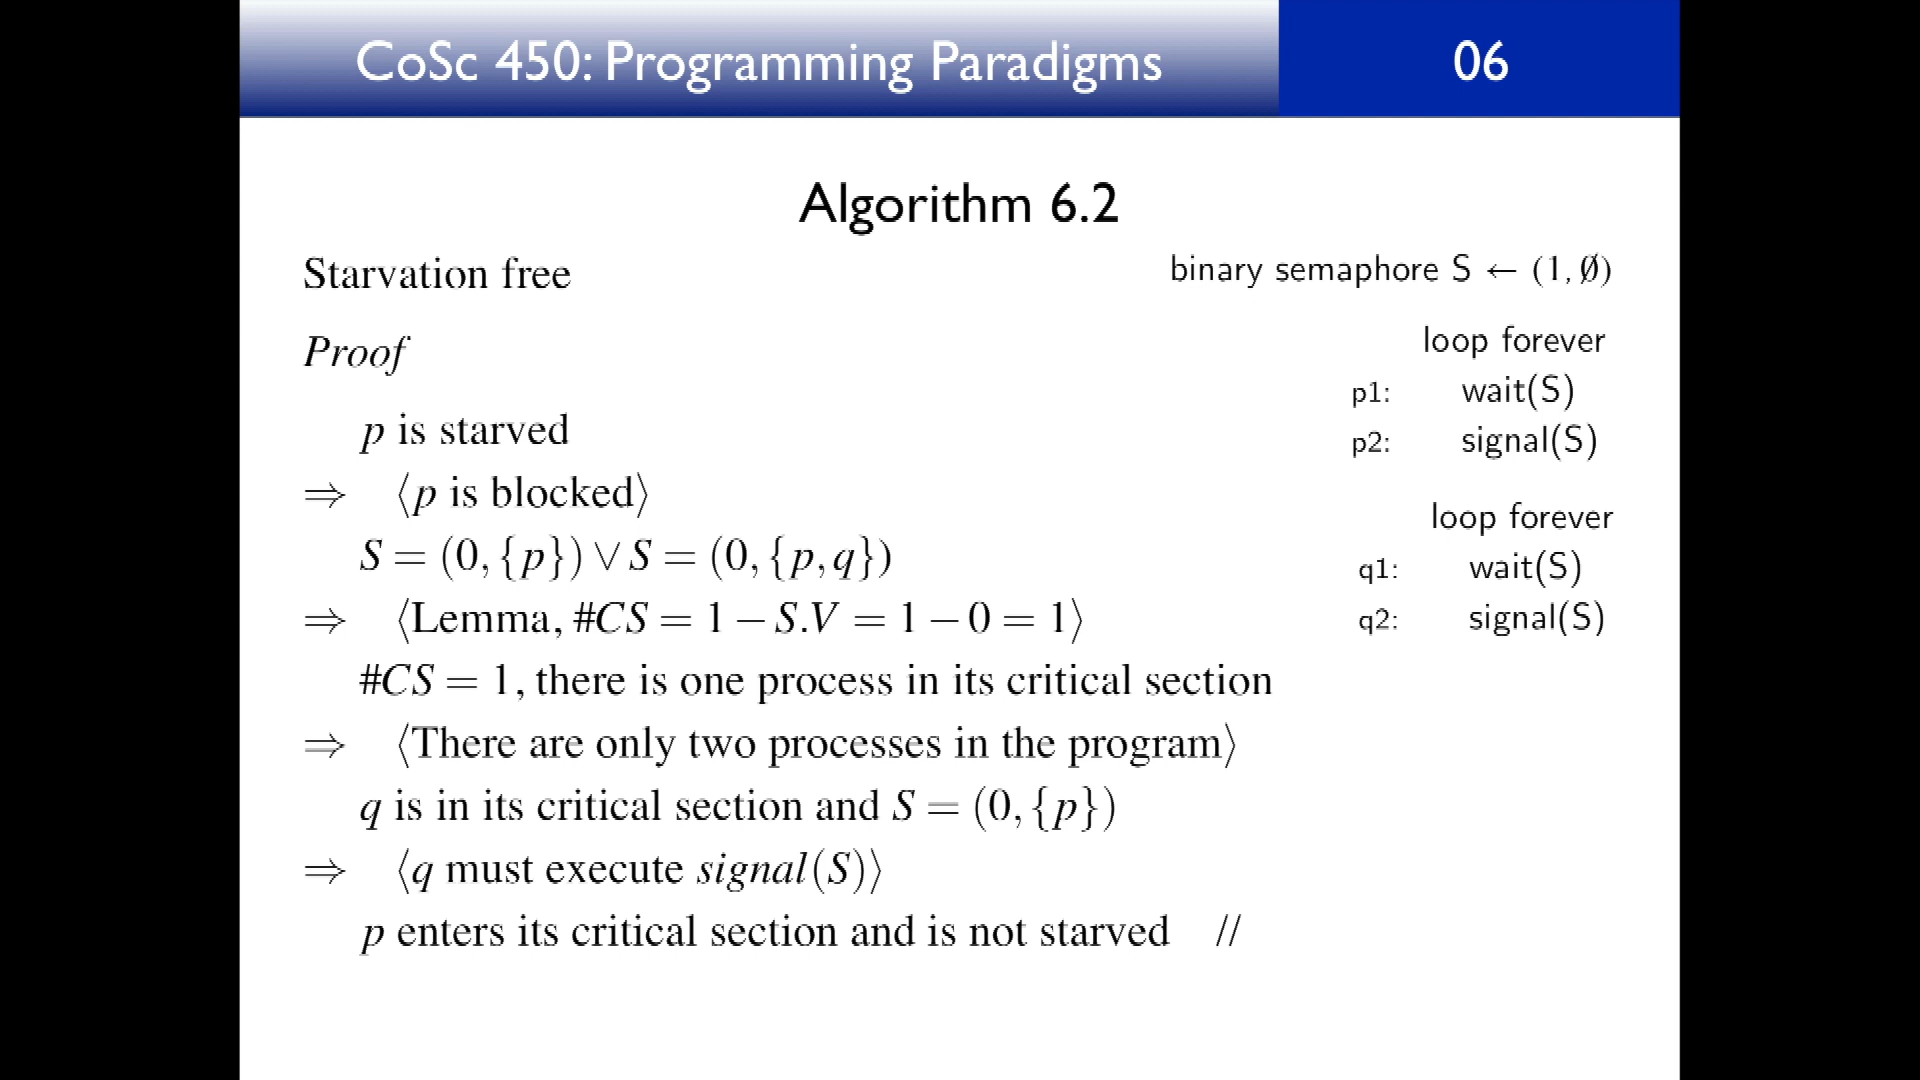 CoSc 450: Programming Paradigms
06
Algorithm 6.2
Starvation free
Proof
p is starved
⇒ ⟨p is blocked⟩
S = (0, {p}) ∨ S = (0, {p, q})
⇒ ⟨Lemma, #CS = 1 − S.V = 1 − 0 = 1⟩
#CS = 1, there is one process in its critical section
⇒ ⟨There are only two processes in the program⟩
q is in its critical section and S = (0, {p})
⇒ ⟨q must execute signal(S)⟩
p enters its critical section and is not starved //
binary semaphore S ← (1, ∅)
loop forever
p1: wait(S)
p2: signal(S)
loop forever
q1: wait(S)
q2: signal(S)